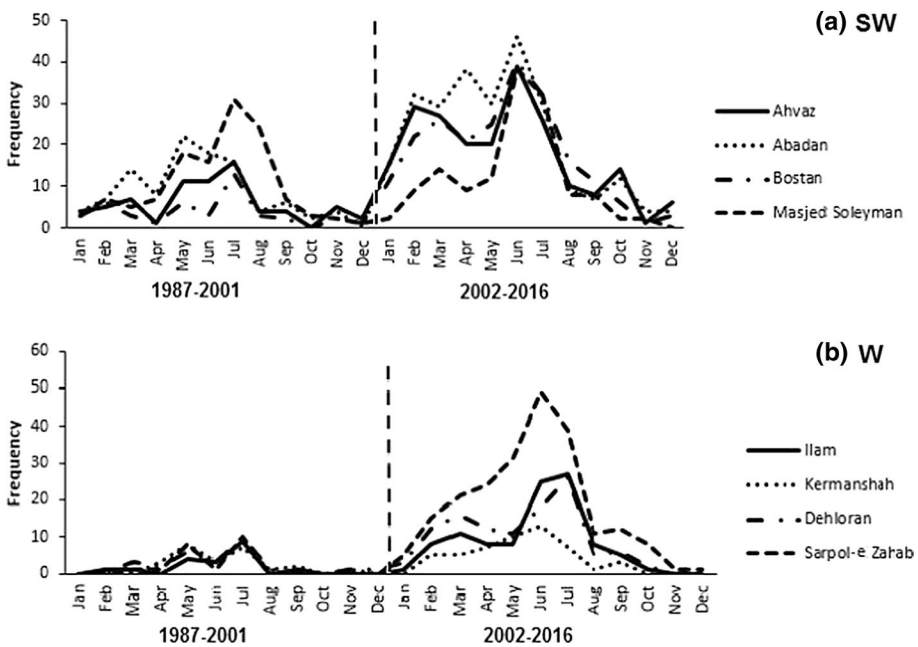 (a) SW
50
40
30
20
10
0
Frequency
Jan Feb Mar Apr May Jun Jul Aug Sep Oct Nov Dec Jan Feb Mar Apr May Jun Jul Aug Sep Oct Nov Dec
1987-2001 2002-2016
Ahvaz
Abadan
Bostan
Masjed Soleyman
(b) W
60
50
40
30
20
10
0
Frequency
Jan Feb Mar Apr May Jun Jul Aug Sep Oct Nov Dec Jan Feb Mar Apr May Jun Jul Aug Sep Oct Nov Dec
1987-2001 2002-2016
Ilam
Kermanshah
Dehloran
Sarpol-e Zahab